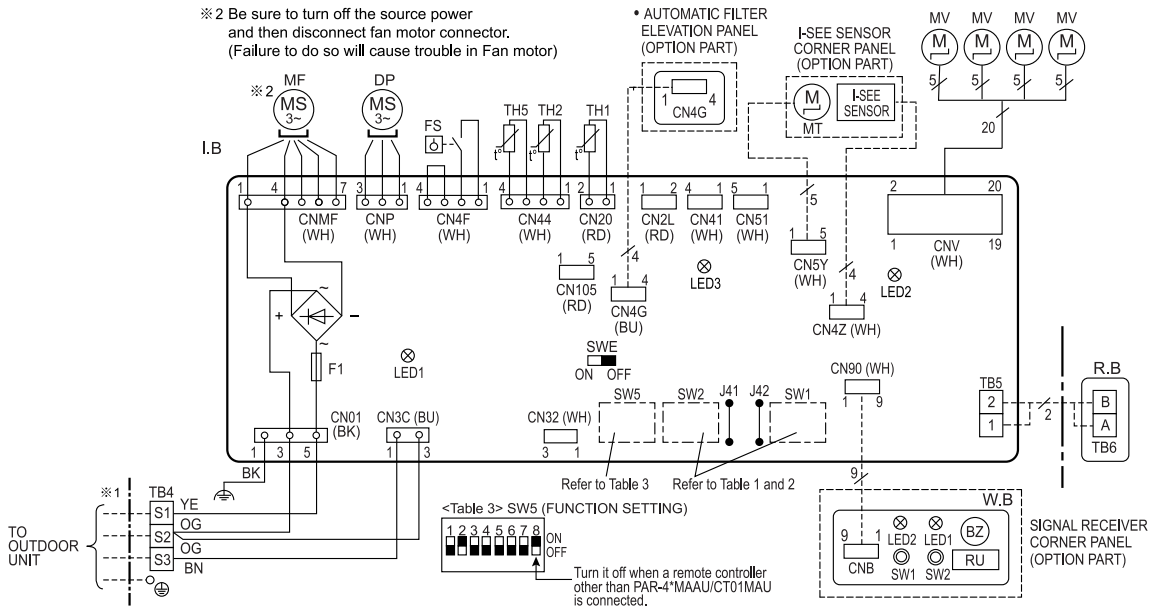 ※2 Be sure to turn off the source power
and then disconnect fan motor connector.
(Failure to do so will cause trouble in Fan motor)
• AUTOMATIC FILTER
ELEVATION PANEL
(OPTION PART)
1 4
CN4G
I-SEE SENSOR
CORNER PANEL
(OPTION PART)
M
MT
I-SEE
SENSOR
MV MV MV MV
M M M M
5 5 5 5
20
※2
MF
MS
3~
DP
MS
3~
FS
TH5 TH2 TH1
t° t° t°
I.B
1 4 7
CNMF
(WH)
3 1
CNP
(WH)
4 1
CN4F
(WH)
4 1
CN44
(WH)
2 1
CN20
(RD)
1 2
CN2L
(RD)
4 1
CN41
(WH)
5 1
CN51
(WH)
5
1 5
CN5Y
(WH)
2 20
1 19
CNV
(WH)
1 5
CN105
(RD)
4
1 4
CN4G
(BU)
LED3
4
1 4
CN4Z (WH)
LED2
~
+ −
~
F1
LED1
SWE
ON OFF
CN01
(BK)
1 3 5
CN3C (BU)
1 3
CN32 (WH)
3 1
SW5 SW2 J41 J42 SW1
CN90 (WH)
1 9
TB5
2
1
2
R.B
B
A
TB6
Refer to Table 3
Refer to Table 1 and 2
9
BK
※1
TB4
TO
OUTDOOR
UNIT
S1
S2
S3
YE
OG
OG
BN
<Table 3> SW5 (FUNCTION SETTING)
1 2 3 4 5 6 7 8
ON
OFF
Turn it off when a remote controller
other than PAR-4*MAAU/CT01MAU
is connected.
W.B
9 1
CNB
LED2 LED1
SW1 SW2
BZ
RU
SIGNAL RECEIVER
CORNER PANEL
(OPTION PART)